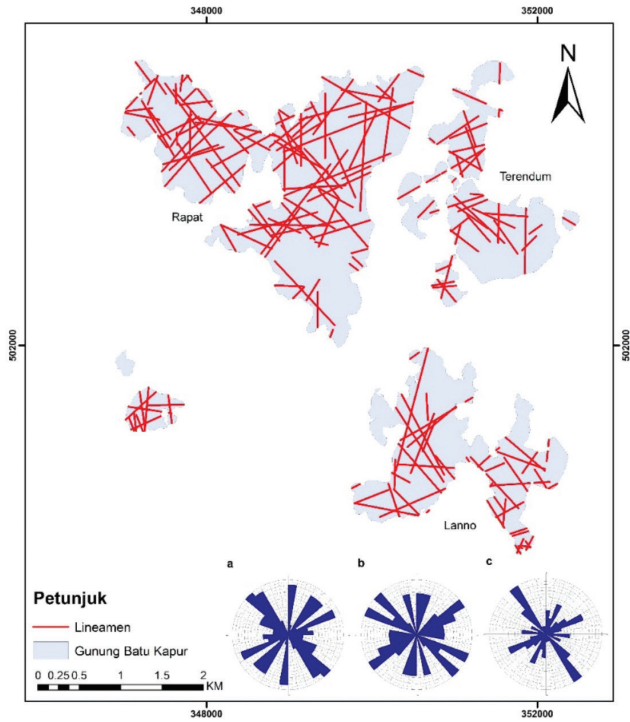 348000
352000
N
Terendum
Rapat
502000
502000
Lanno
a
b
c
Petunjuk
Lineamen
Gunung Batu Kapur
0 0.25 0.5 1 1.5 2
KM
348000
352000